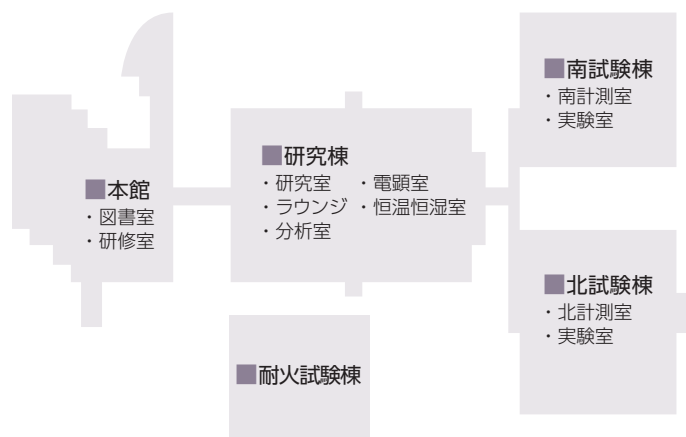 ■本館
・図書室
・研修室
■研究棟
・研究室 ・電顕室
・ラウンジ ・恒温恒湿室
・分析室
■南試験棟
・南計測室
・実験室
■北試験棟
・北計測室
・実験室
■耐火試験棟